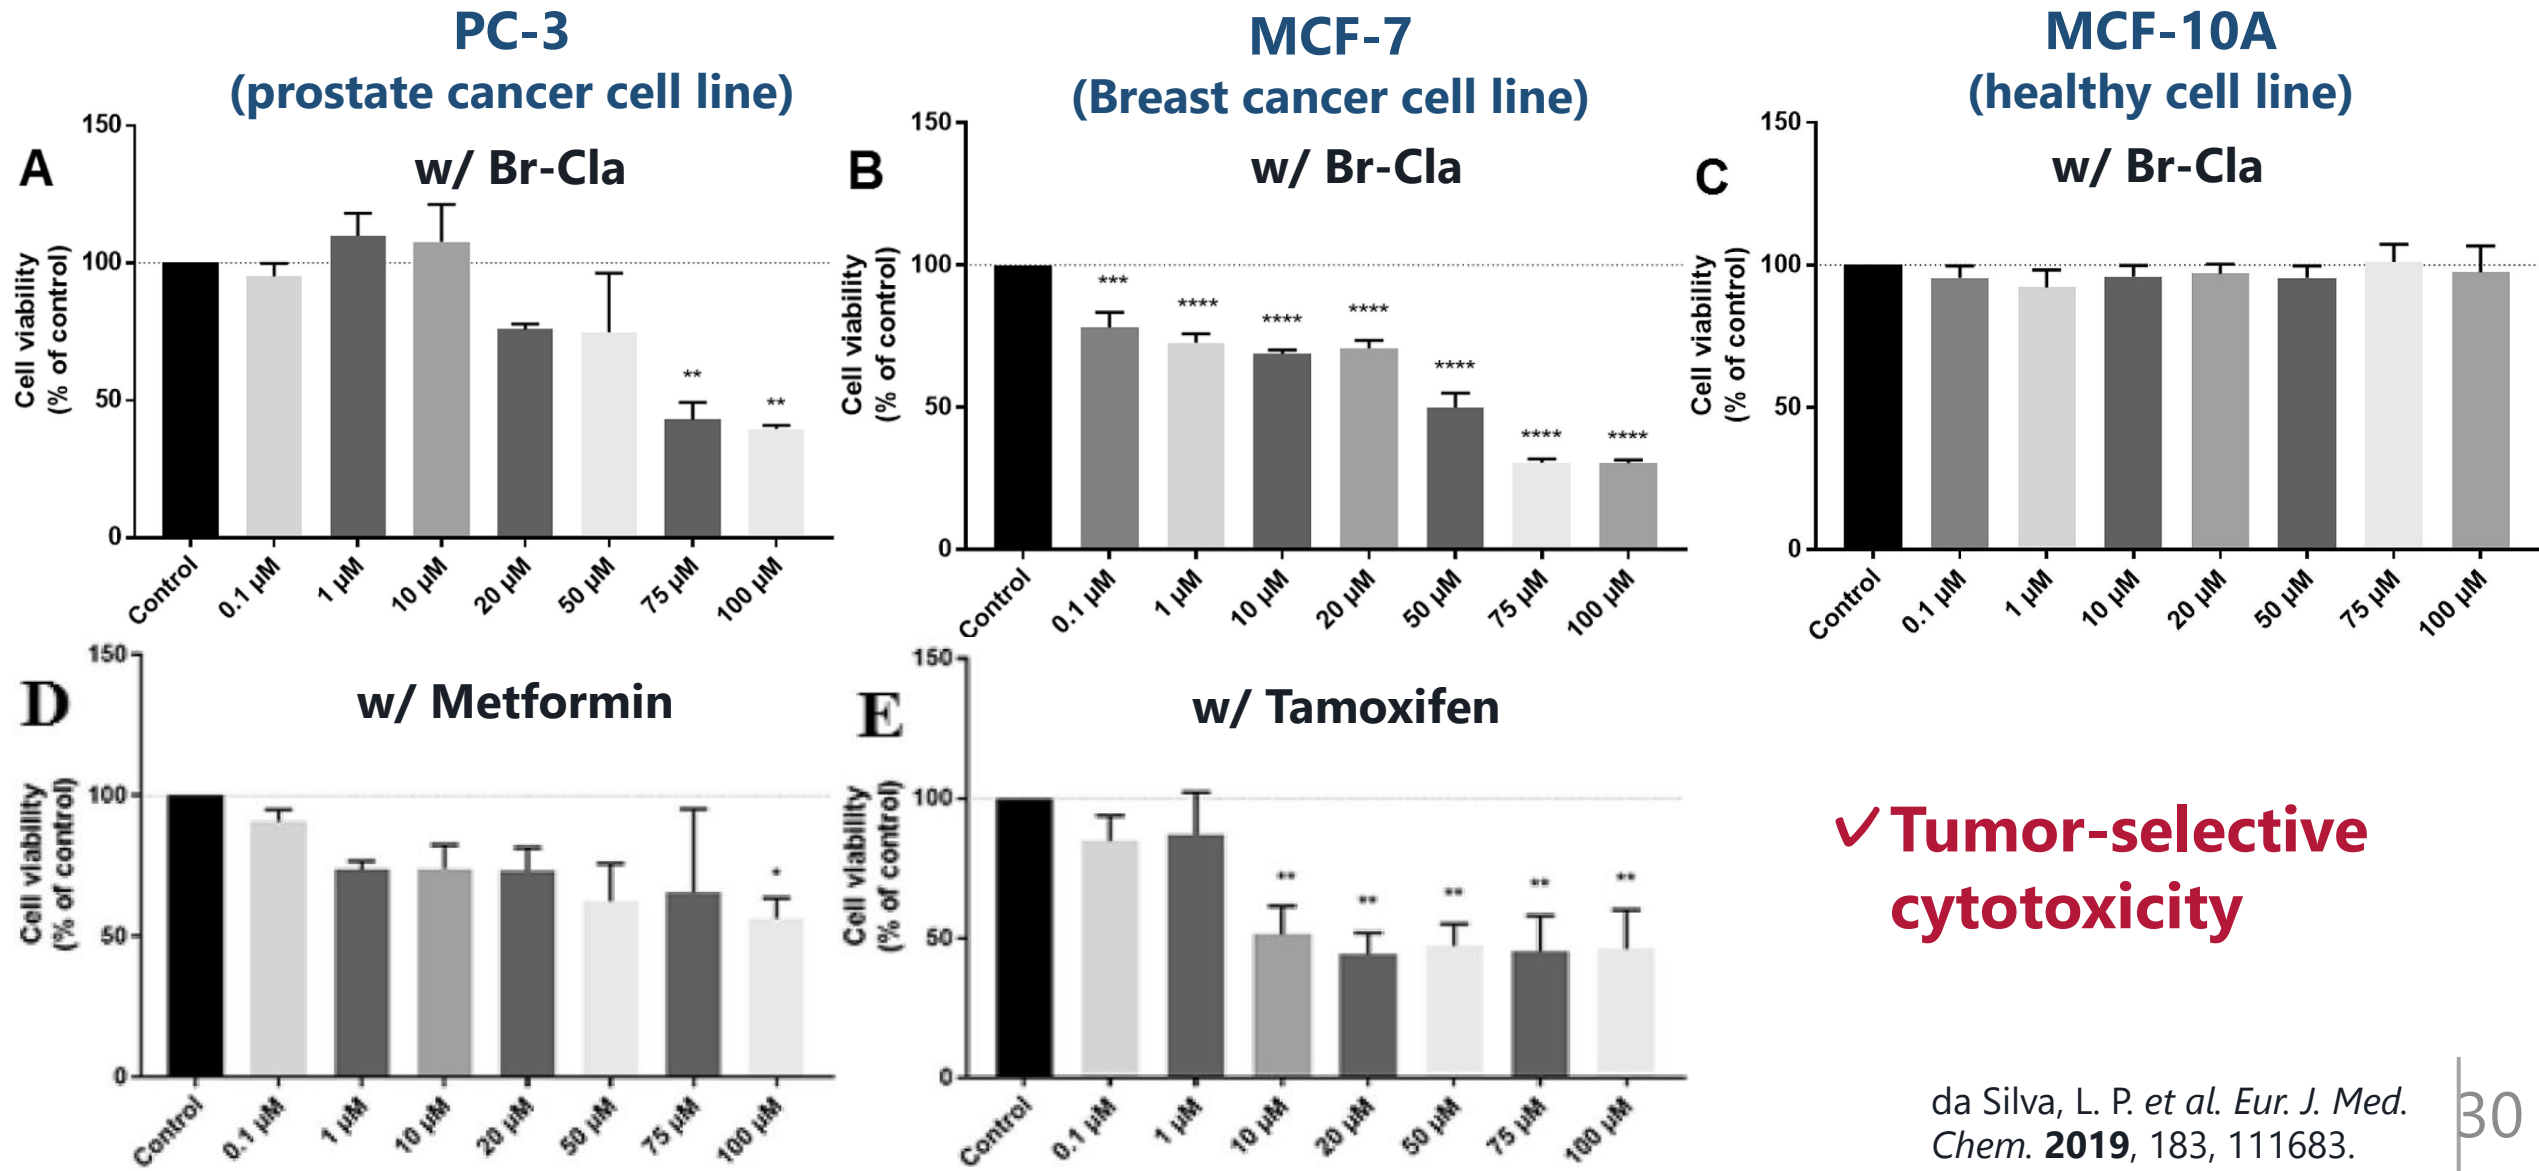 PC-3
(prostate cancer cell line)
MCF-7
(Breast cancer cell line)
MCF-10A
(healthy cell line)
A
w/ Br-Cla
Cell viability
(% of control)
150
100
50
0
**
**
Control
0.1 µM
1 µM
10 µM
20 µM
50 µM
75 µM
100 µM
B
w/ Br-Cla
Cell viability
(% of control)
150
100
50
0
***
****
****
****
****
****
****
Control
0.1 µM
1 µM
10 µM
20 µM
50 µM
75 µM
100 µM
C
w/ Br-Cla
Cell viability
(% of control)
150
100
50
0
Control
0.1 µM
1 µM
10 µM
20 µM
50 µM
75 µM
100 µM
D
w/ Metformin
Cell viability
(% of control)
150
100
50
0
*
Control
0.1 µM
1 µM
10 µM
20 µM
50 µM
75 µM
100 µM
E
w/ Tamoxifen
Cell viability
(% of control)
150
100
50
0
**
**
**
**
**
Control
0.1 µM
1 µM
10 µM
20 µM
50 µM
75 µM
100 µM
✓ Tumor-selective
cytotoxicity
da Silva, L. P. et al. Eur. J. Med.
Chem. 2019, 183, 111683.
30